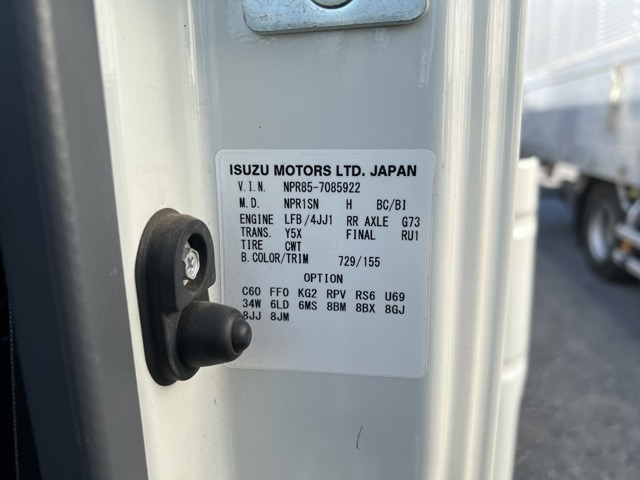 ISUZU MOTORS LTD. JAPAN
V.I.N. NPR85-7085922
M.D. NPR1SN H BC/BI
ENGINE LFB/4JJ1 RR AXLE G73
TRANS. Y5X FINAL RU1
TIRE CWT
B.COLOR/TRIM 729/155
OPTION
C60 FF0 KG2 RPV RS6 U69
34W 6LD 6MS 8BM 8BX 8GJ
8JJ 8JM